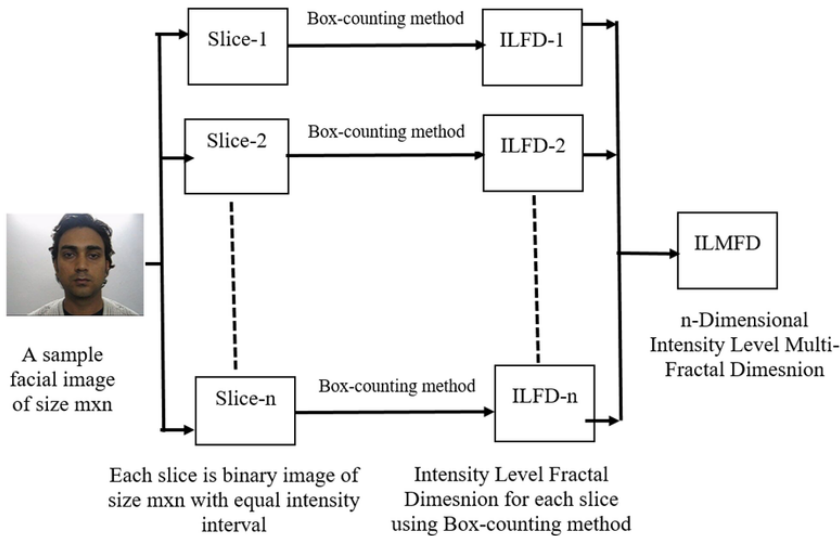 Box-counting method
Slice-1
ILFD-1
Box-counting method
Slice-2
ILFD-2
ILMFD
n-Dimensional
Intensity Level Multi-
Fractal Dimesnion
A sample
facial image
of size mxn
Box-counting method
Slice-n
ILFD-n
Each slice is binary image of
size mxn with equal intensity
interval
Intensity Level Fractal
Dimesnion for each slice
using Box-counting method